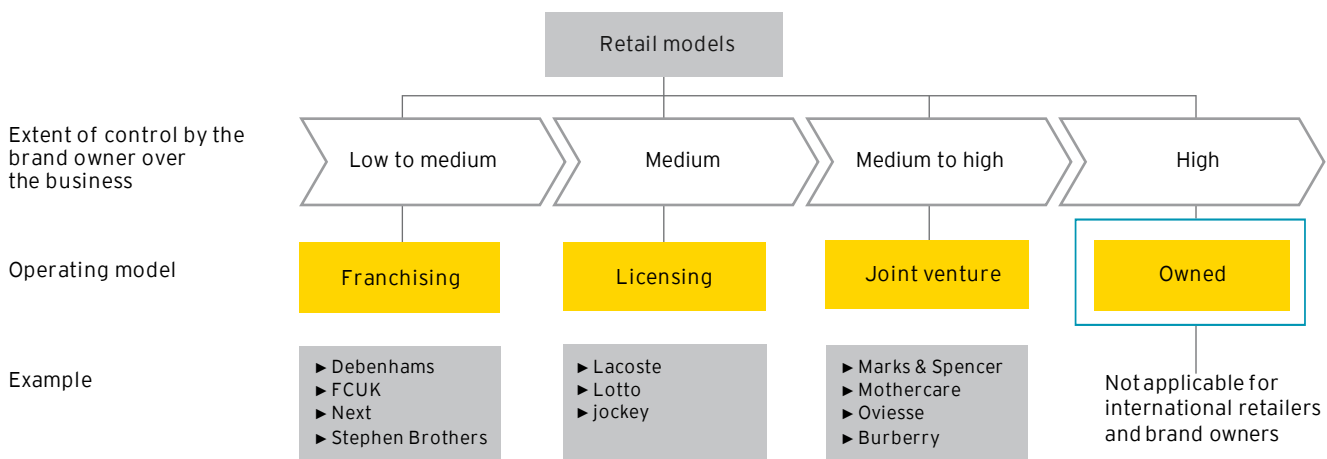 Retail models
Extent of control by the
brand owner over
the business
Low to medium
Medium
Medium to high
High
Operating model
Franchising
Licensing
Joint venture
Owned
Example
► Debenhams
► FCUK
► Next
► Stephen Brothers
► Lacoste
► Lotto
► jockey
► Marks & Spencer
► Mothercare
► Oviesse
► Burberry
Not applicable for
international retailers
and brand owners